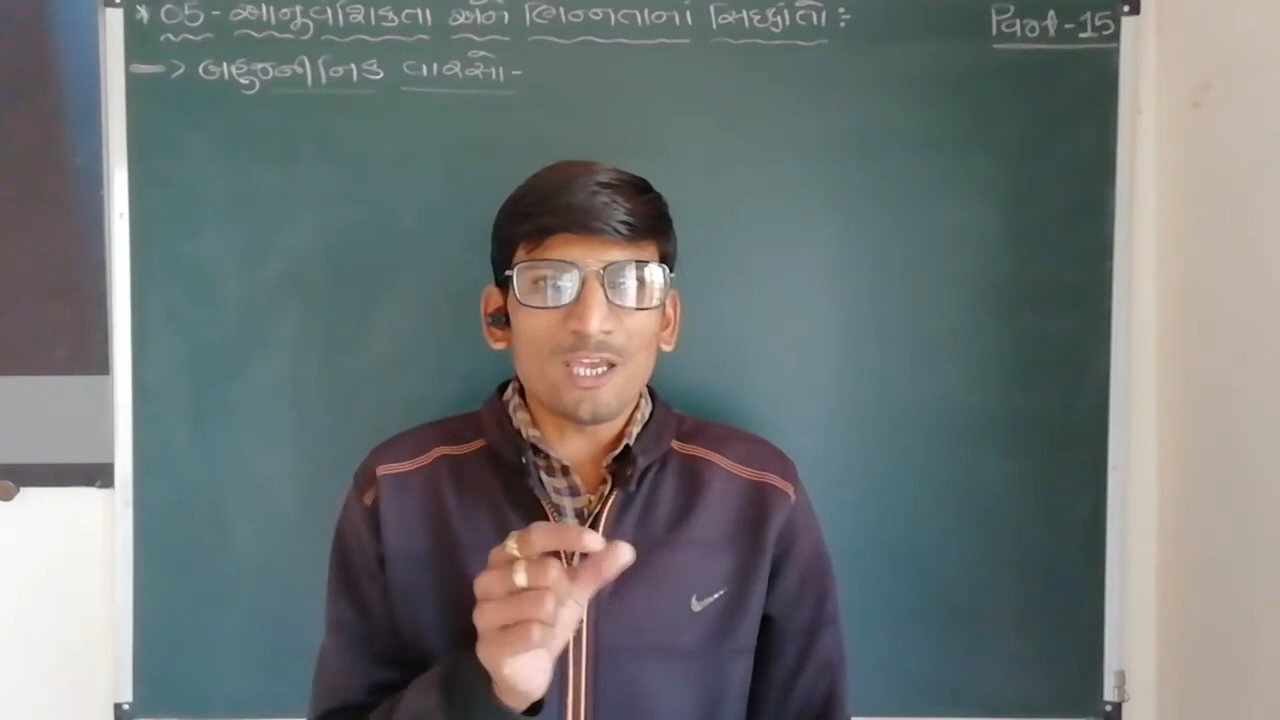 * 05 - આનુવંશિકતા અને ભિન્નતાનાં સિદ્ધાંતો : Part-15
—> બહુજનીનિક વારસો -